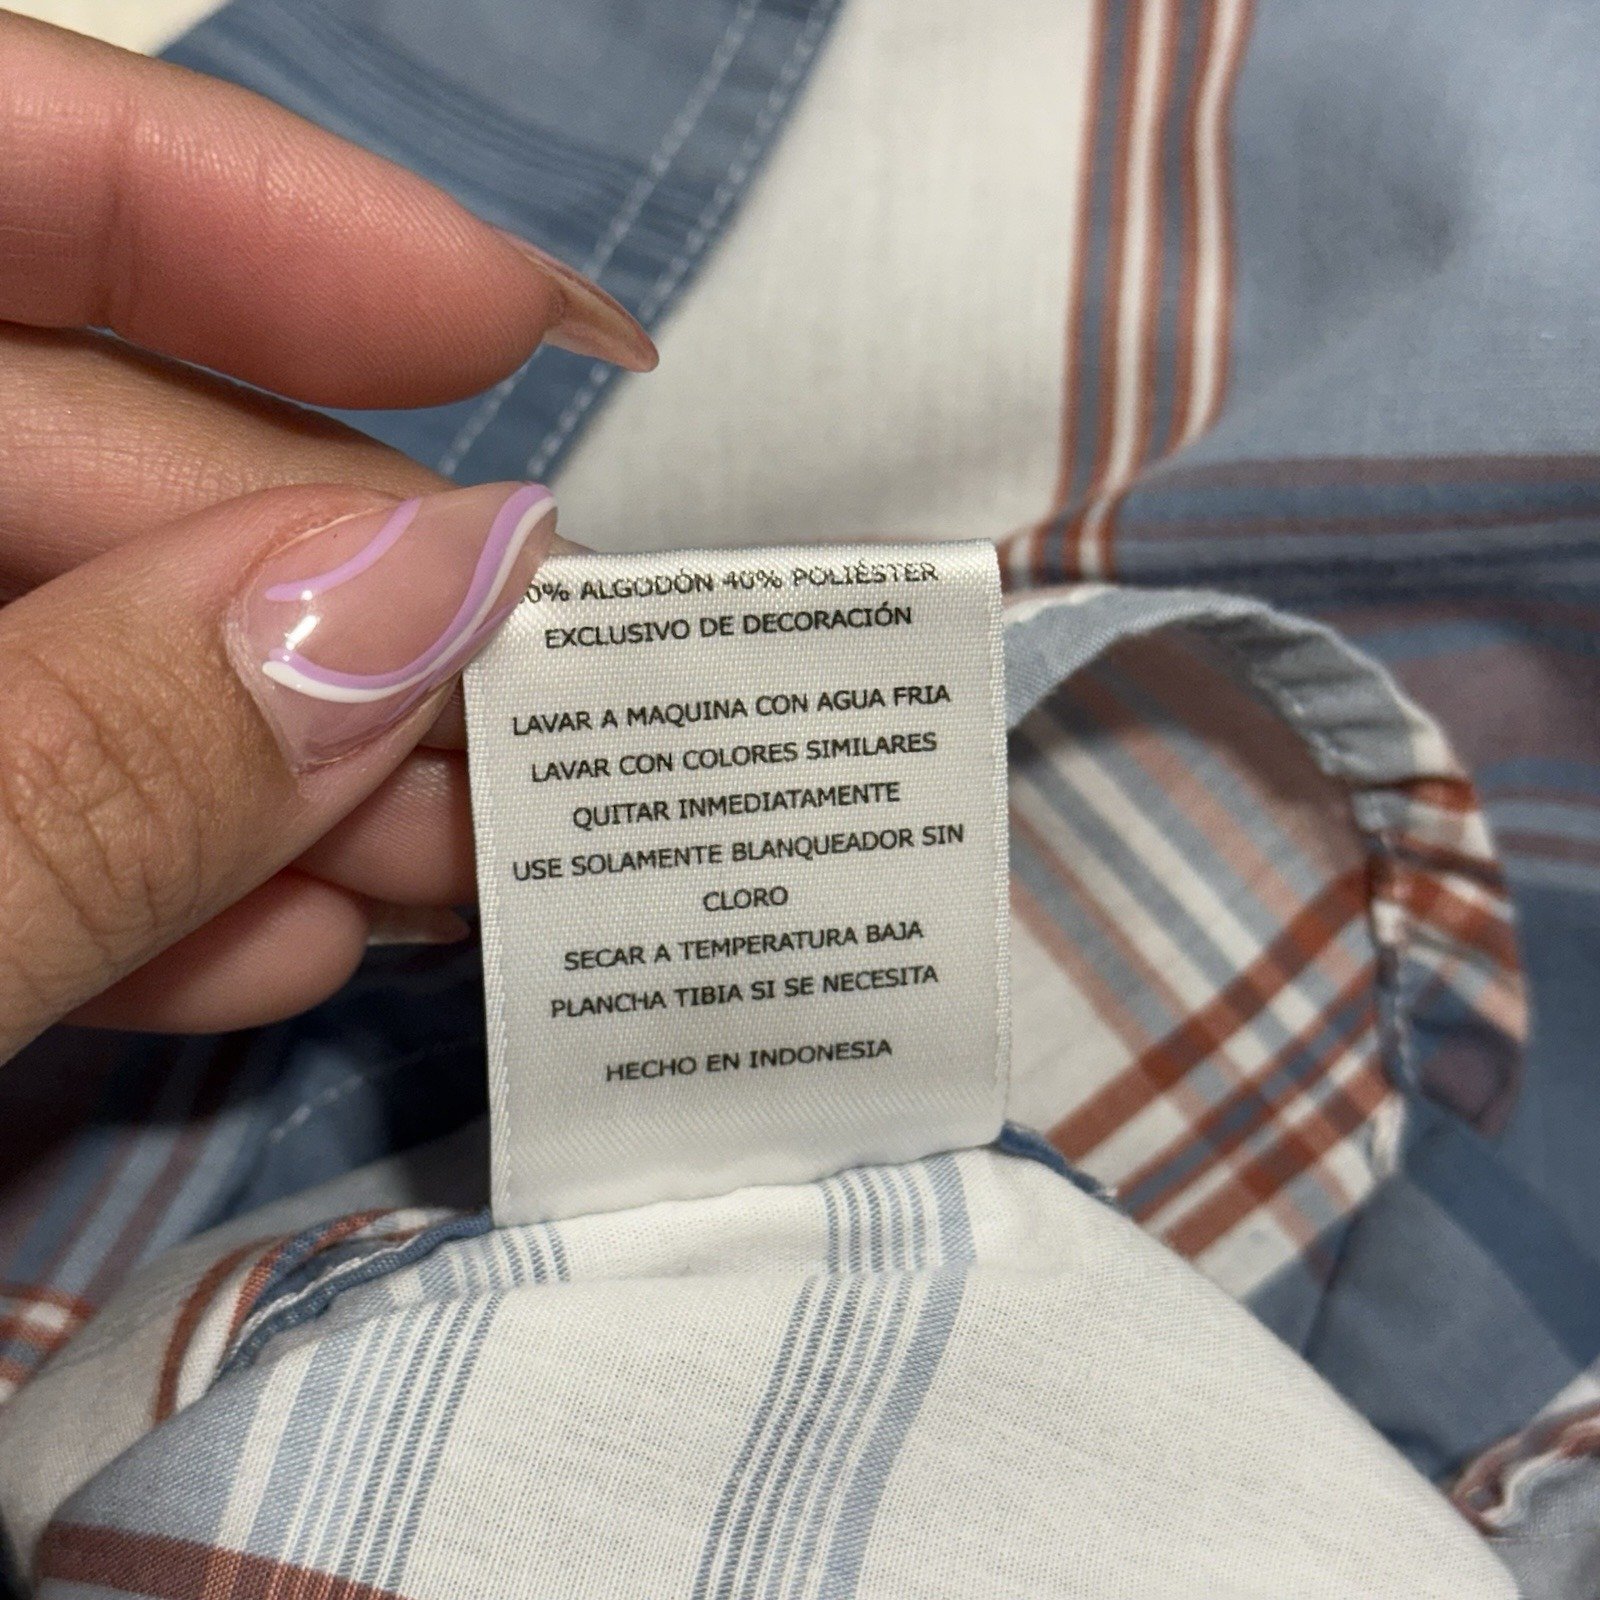 0% ALGODÓN 40% POLIÉSTER
EXCLUSIVO DE DECORACIÓN
LAVAR A MAQUINA CON AGUA FRIA
LAVAR CON COLORES SIMILARES
QUITAR INMEDIATAMENTE
USE SOLAMENTE BLANQUEADOR SIN
CLORO
SECAR A TEMPERATURA BAJA
PLANCHA TIBIA SI SE NECESITA
HECHO EN INDONESIA